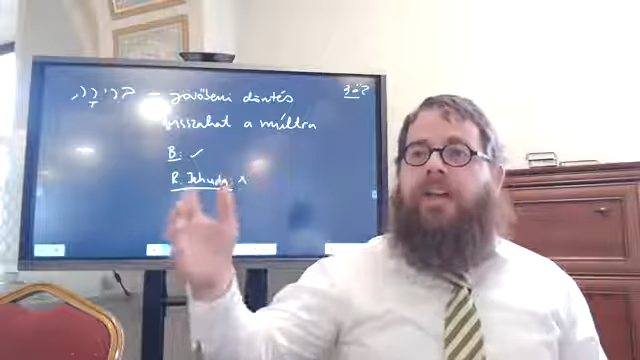 ברירה - jövőbeni döntés
visszahat a múltra
B: ✓
R. Jehuda: x